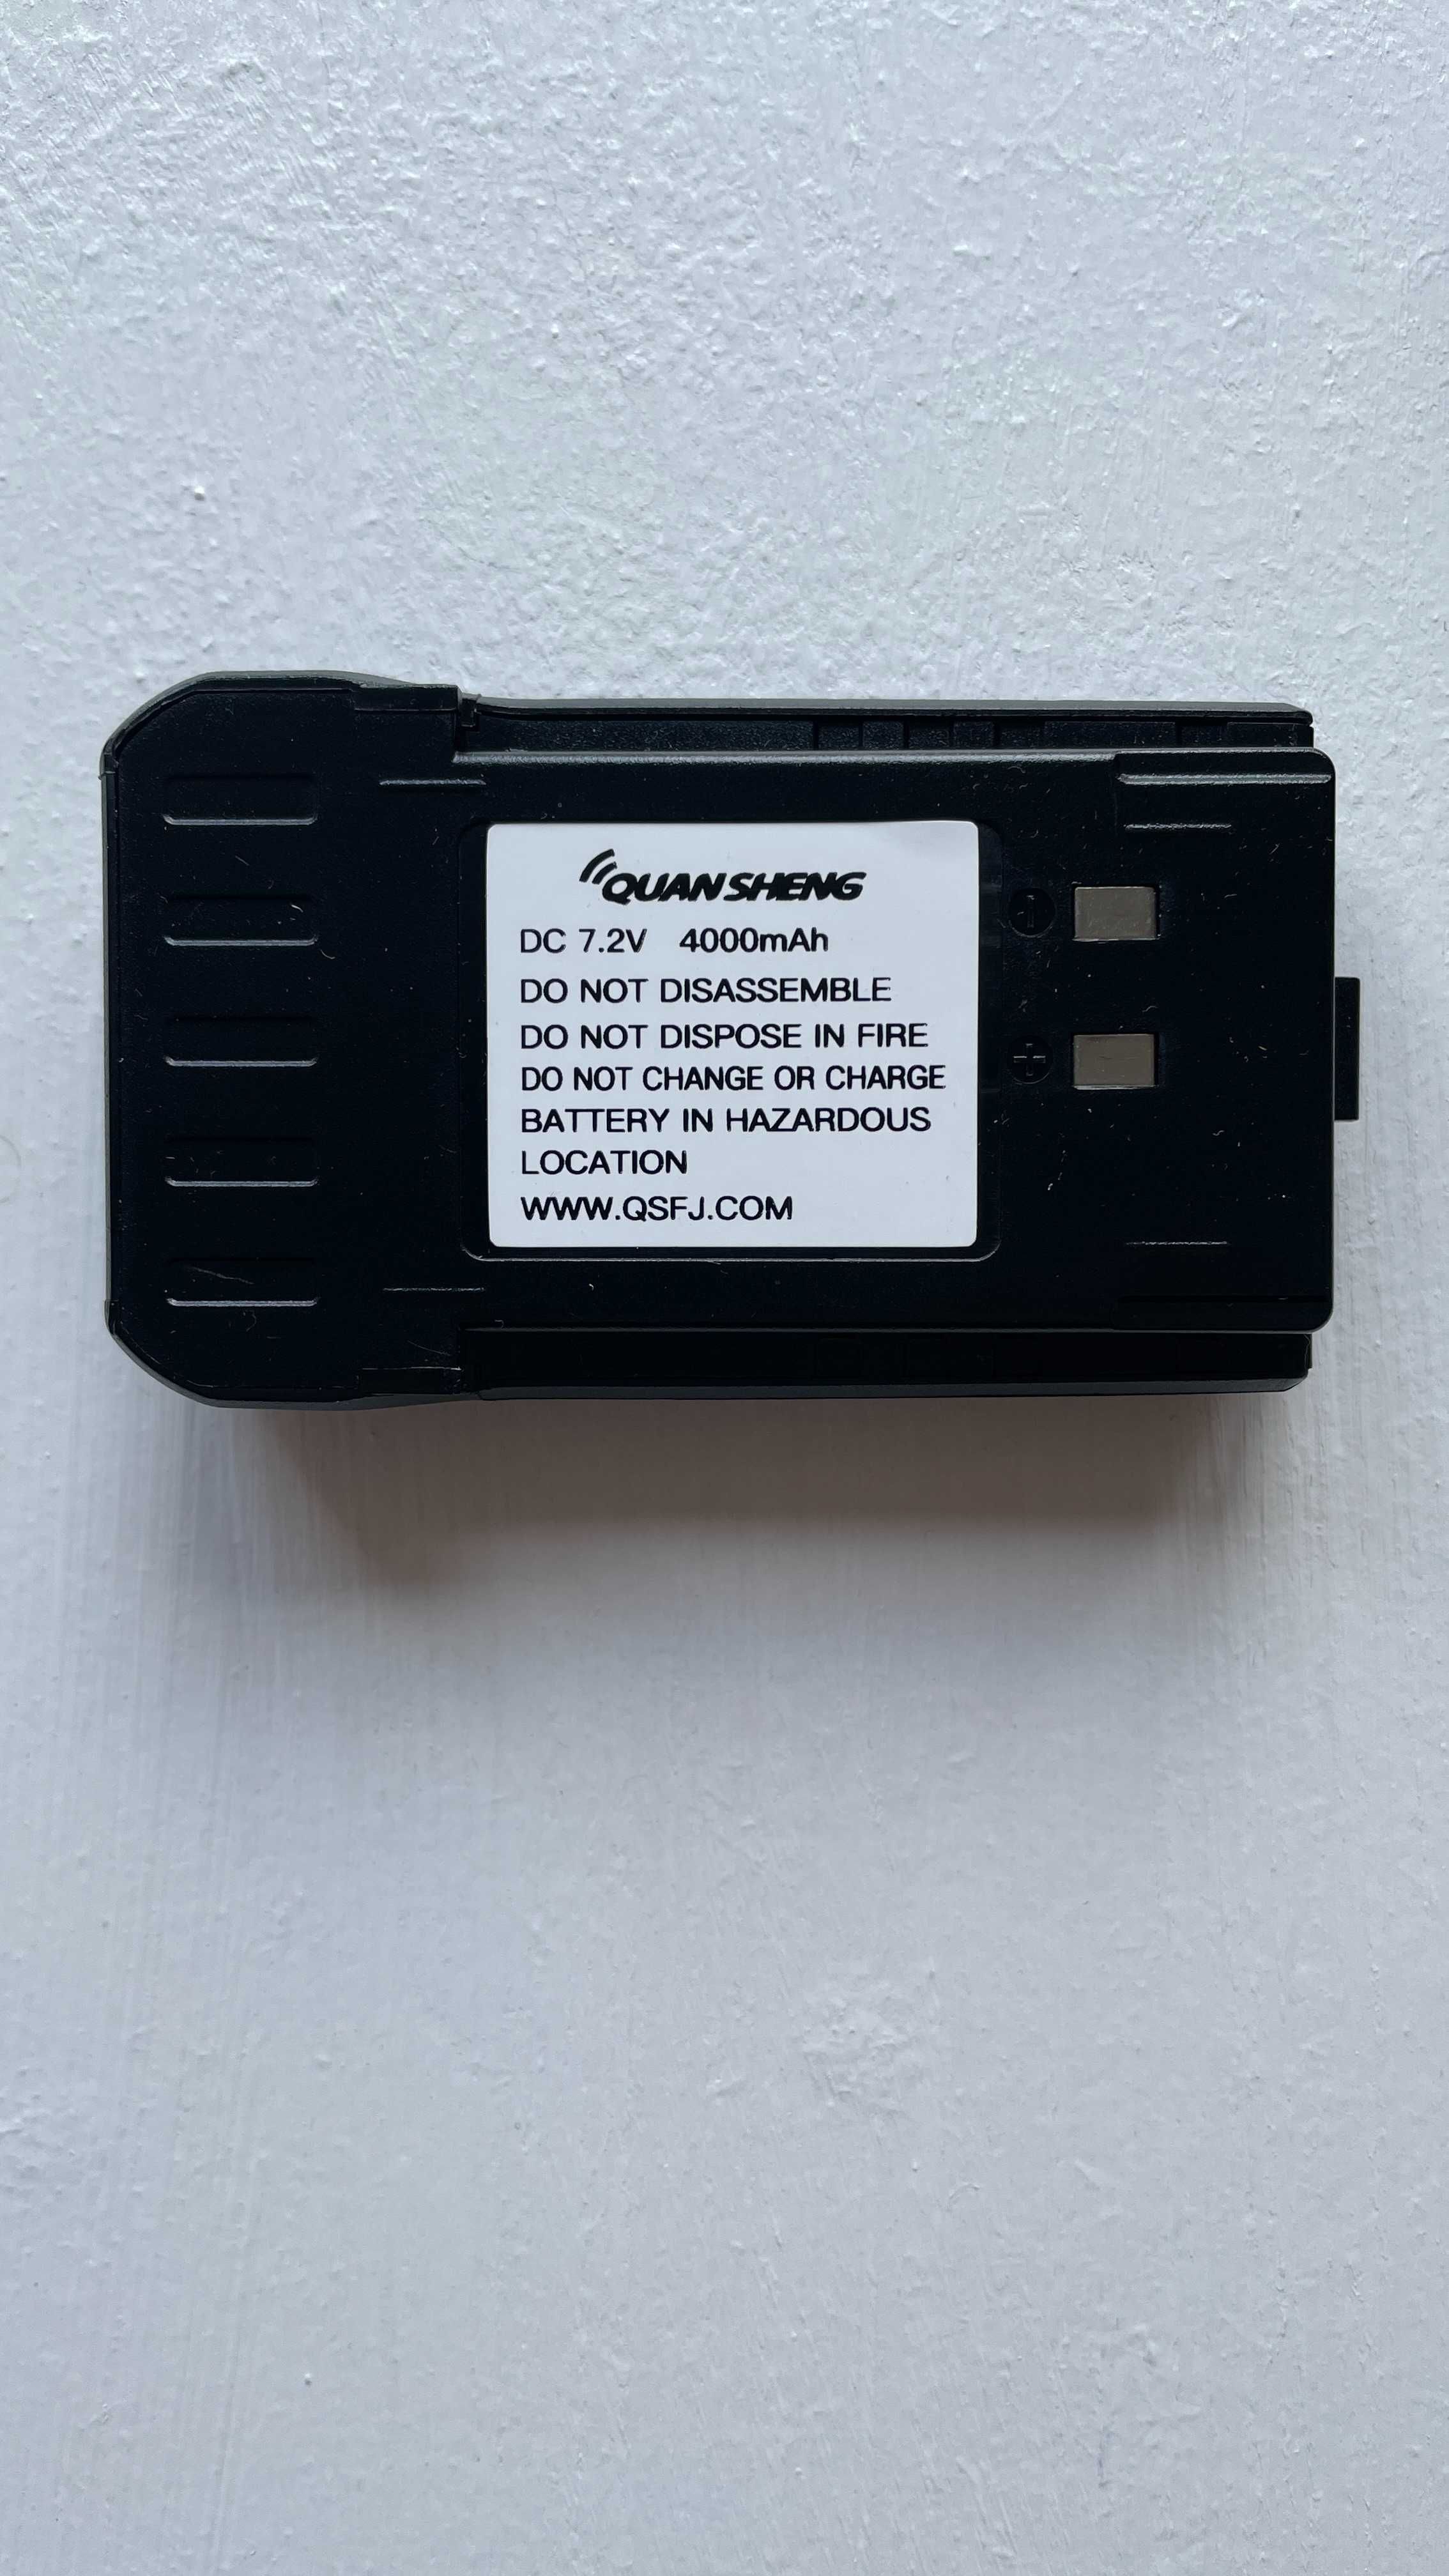 QUANSHENG
DC 7.2V 4000mAh
DO NOT DISASSEMBLE
DO NOT DISPOSE IN FIRE
DO NOT CHANGE OR CHARGE
BATTERY IN HAZARDOUS
LOCATION
WWW.QSFJ.COM
-
+